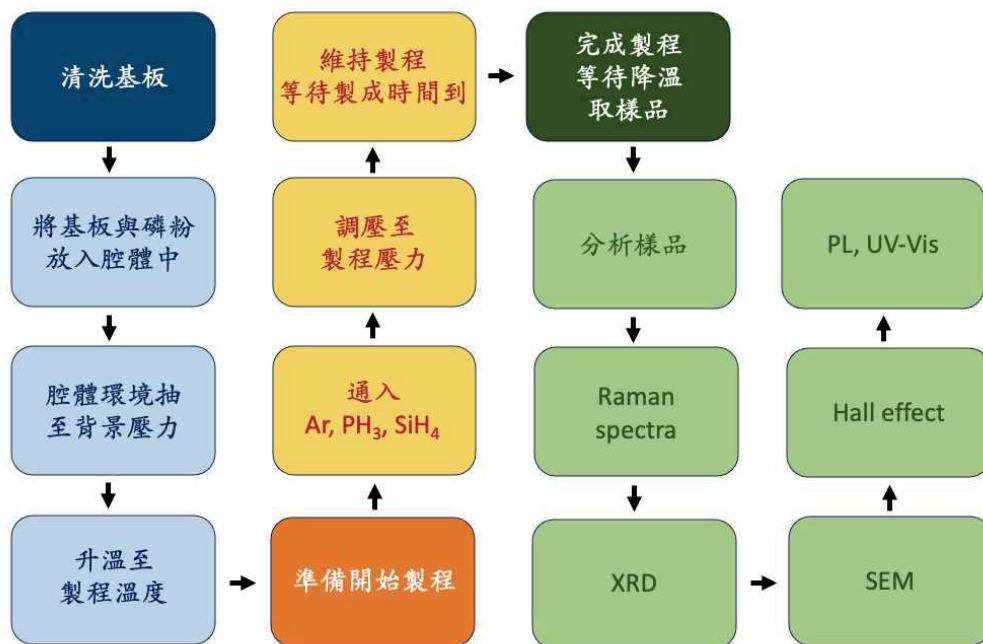 清洗基板
將基板與磷粉
放入腔體中
腔體環境抽
至背景壓力
升溫至
製程溫度
準備開始製程
通入
Ar, PH₃, SiH₄
調壓至
製程壓力
維持製程
等待製成時間到
完成製程
等待降溫
取樣品
分析樣品
Raman
spectra
XRD
SEM
Hall effect
PL, UV-Vis